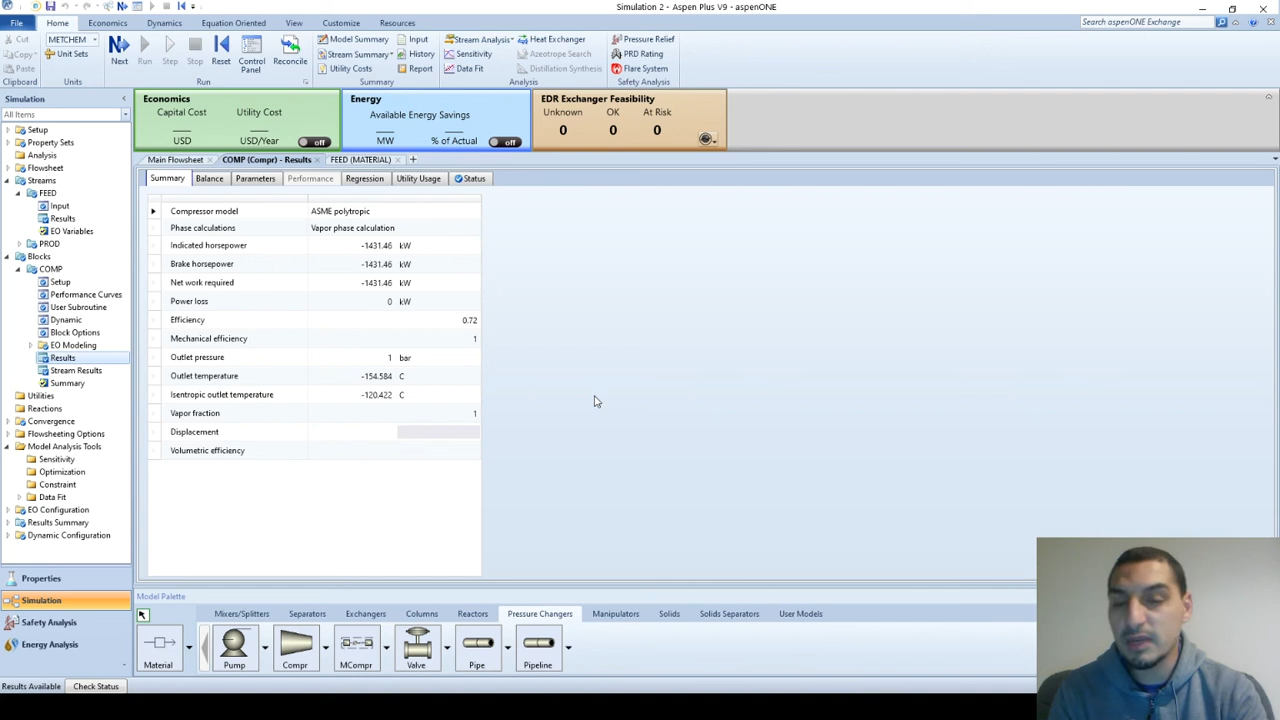 Simulation 2 - Aspen Plus V9 - aspenONE
File Home Economics Dynamics Equation Oriented View Customize Resources
Search aspenONE Exchange
Cut METCHEM Model Summary Input Stream Analysis Heat Exchanger Pressure Relief
Copy Unit Sets Stream Summary History Sensitivity Azeotrope Search PRD Rating
Paste Next Run Step Stop Reset Control Panel Reconcile Utility Costs Report Data Fit Distillation Synthesis Flare System
Clipboard Units Run Summary Analysis Safety Analysis
Simulation
All Items
Setup
Property Sets
Analysis
Flowsheet
Streams
FEED
Input
Results
EO Variables
PROD
Blocks
COMP
Setup
Performance Curves
User Subroutine
Dynamic
Block Options
EO Modeling
Results
Stream Results
Summary
Utilities
Reactions
Convergence
Flowsheeting Options
Model Analysis Tools
Sensitivity
Optimization
Constraint
Data Fit
EO Configuration
Results Summary
Dynamic Configuration
Properties
Simulation
Safety Analysis
Energy Analysis
Economics
Capital Cost Utility Cost
USD USD/Year off
Energy
Available Energy Savings
MW % of Actual off
EDR Exchanger Feasibility
Unknown OK At Risk
0 0 0
Main Flowsheet COMP (Compr) - Results FEED (MATERIAL) +
Summary Balance Parameters Performance Regression Utility Usage Status
Compressor model ASME polytropic
Phase calculations Vapor phase calculation
Indicated horsepower -1431.46 kW
Brake horsepower -1431.46 kW
Net work required -1431.46 kW
Power loss 0 kW
Efficiency 0.72
Mechanical efficiency 1
Outlet pressure 1 bar
Outlet temperature -154.584 C
Isentropic outlet temperature -120.422 C
Vapor fraction 1
Displacement
Volumetric efficiency
Model Palette
Mixers/Splitters Separators Exchangers Columns Reactors Pressure Changers Manipulators Solids Solids Separators User Models
Material Pump Compr MCompr Valve Pipe Pipeline
Results Available Check Status